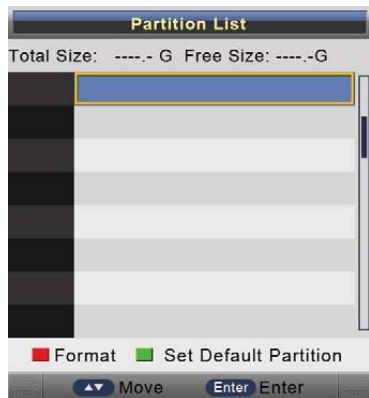 Partition List
Total Size: ----.- G Free Size: ----.-G
Format Set Default Partition
Move Enter Enter